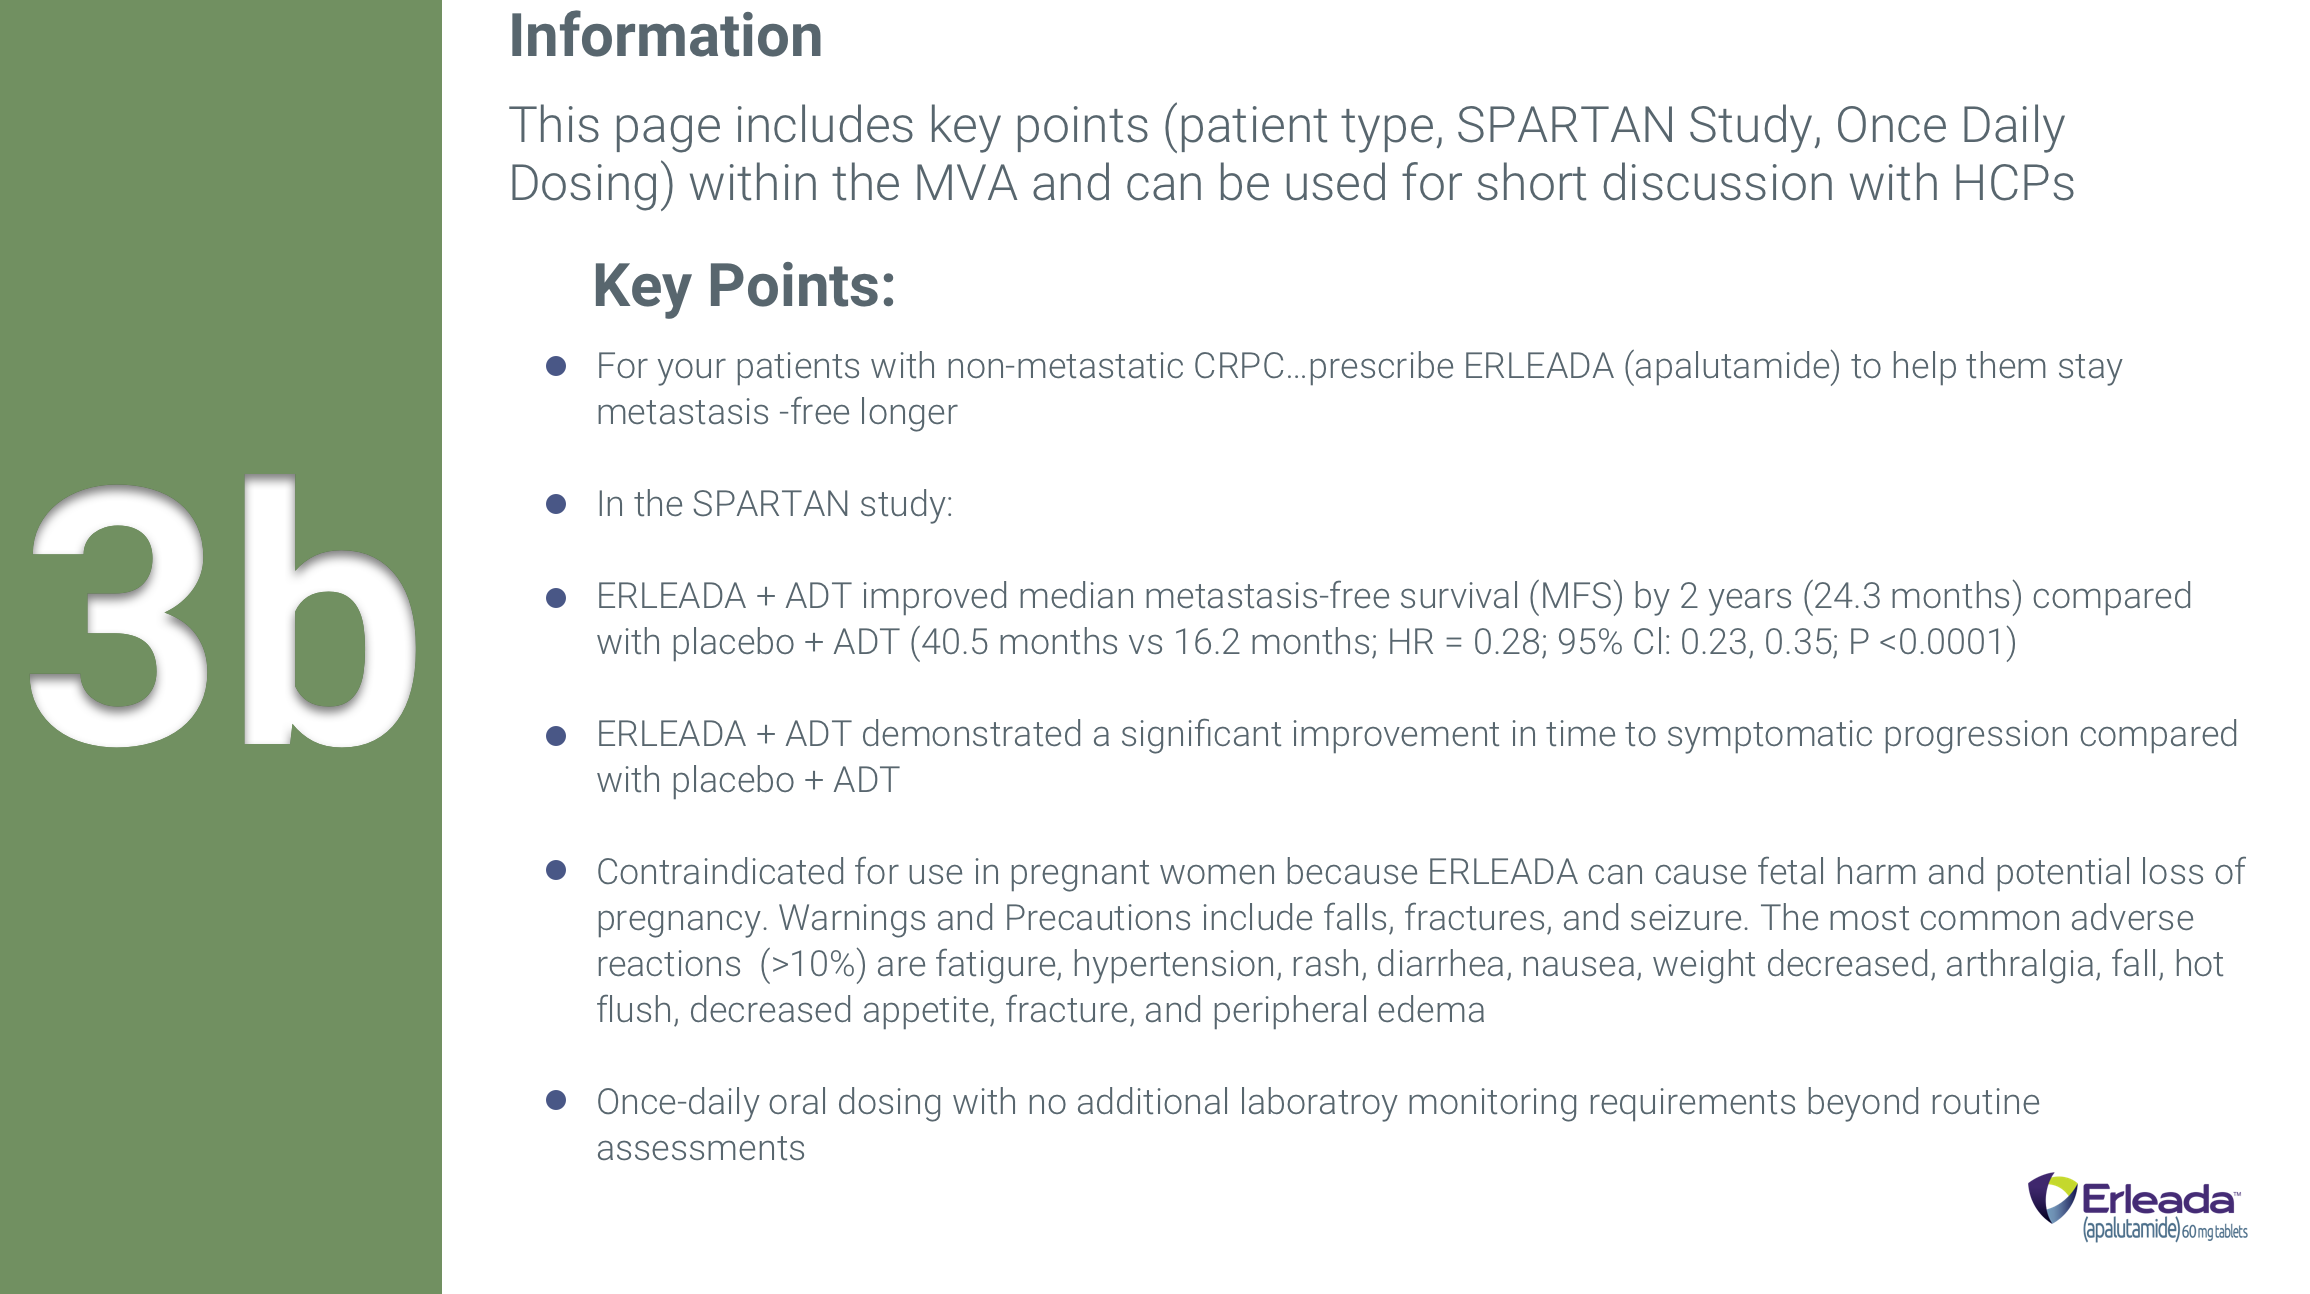 Information
This page includes key points (patient type, SPARTAN Study, Once Daily
Dosing) within the MVA and can be used for short discussion with HCPs
Key Points:
3b
For your patients with non-metastatic CRPC...prescribe ERLEADA (apalutamide) to help them stay
metastasis -free longer
In the SPARTAN study:
ERLEADA + ADT improved median metastasis-free survival (MFS) by 2 years (24.3 months) compared
with placebo + ADT (40.5 months vs 16.2 months; HR = 0.28; 95% Cl: 0.23, 0.35; P <0.0001)
ERLEADA + ADT demonstrated a significant improvement in time to symptomatic progression compared
with placebo + ADT
Contraindicated for use in pregnant women because ERLEADA can cause fetal harm and potential loss of
pregnancy. Warnings and Precautions include falls, fractures, and seizure. The most common adverse
reactions  (>10%) are fatigure, hypertension, rash, diarrhea, nausea, weight decreased, arthralgia, fall, hot
flush, decreased appetite, fracture, and peripheral edema
Once-daily oral dosing with no additional laboratroy monitoring requirements beyond routine
assessments
Erleada™
(apalutamide) 60 mg tablets